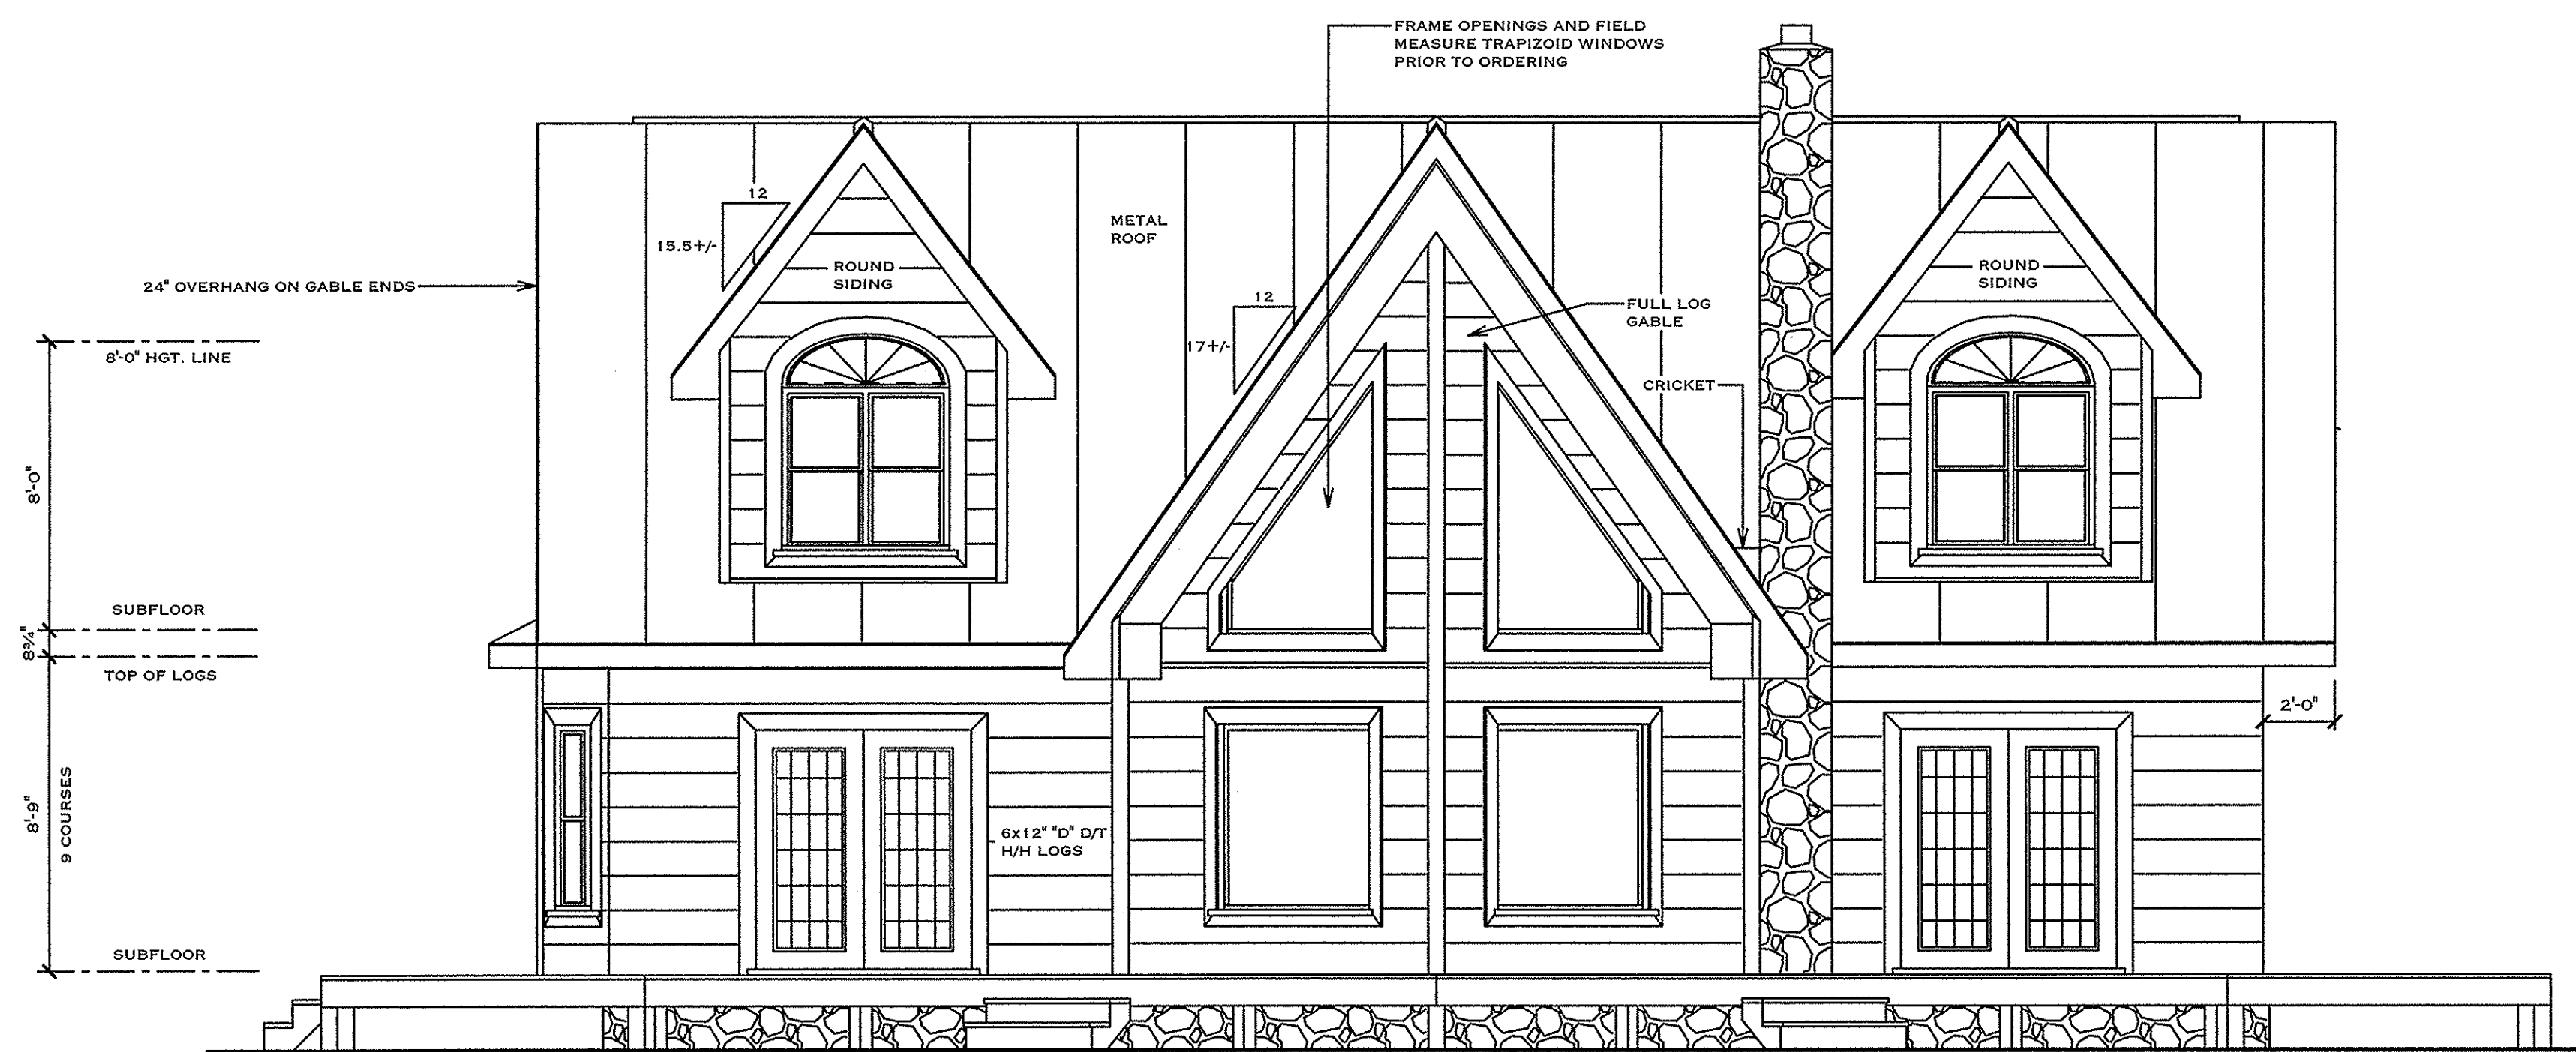 FRAME OPENINGS AND FIELD
MEASURE TRAPIZOID WINDOWS
PRIOR TO ORDERING
12
15.5+/-
METAL
ROOF
ROUND
SIDING
ROUND
SIDING
24" OVERHANG ON GABLE ENDS
12
17+/-
FULL LOG
GABLE
8'-0" HGT. LINE
CRICKET
8'-0"
SUBFLOOR
8¾"
TOP OF LOGS
2'-0"
8'-9"
9 COURSES
6x12" "D" D/T
H/H LOGS
SUBFLOOR